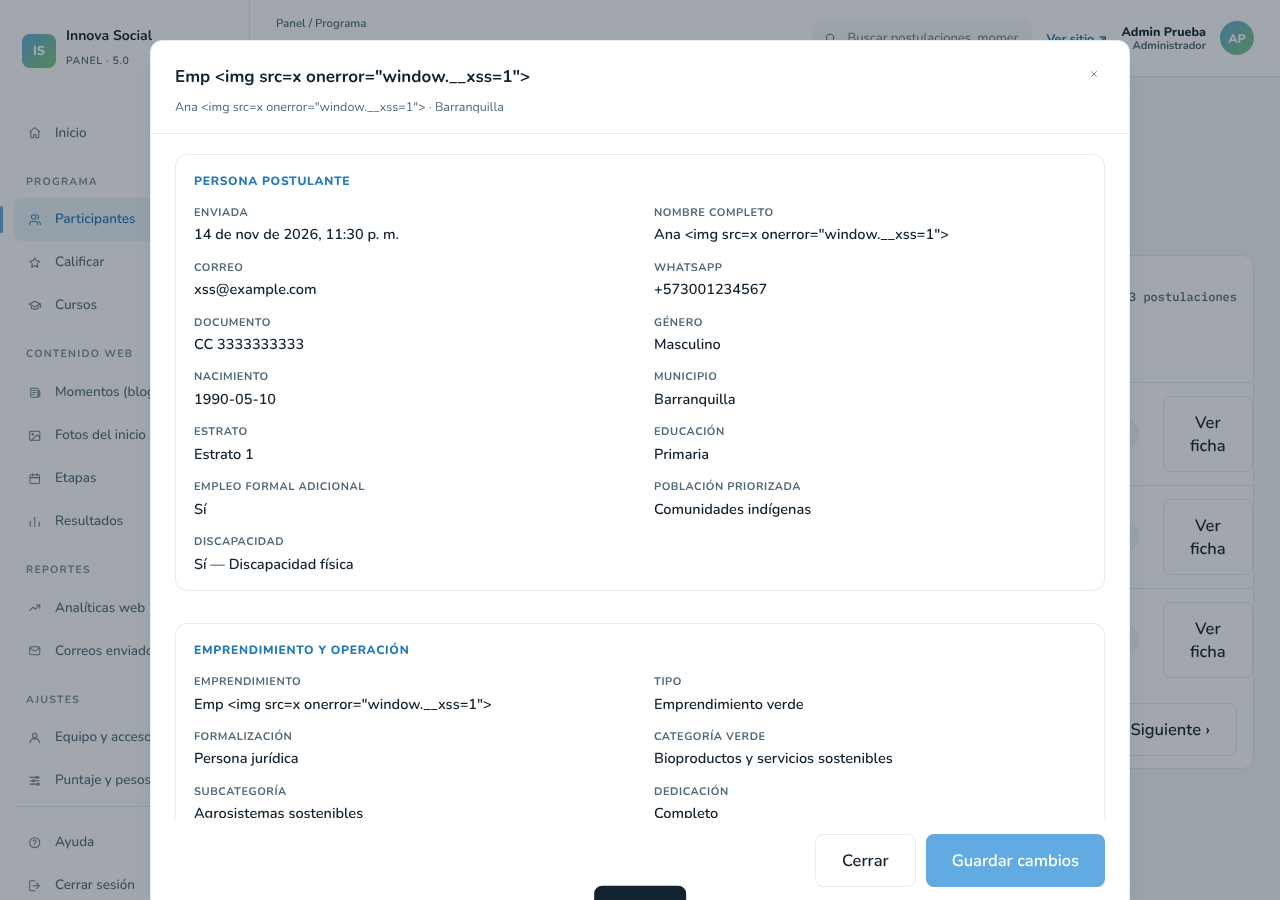 IS
Innova Social
PANEL · 5.0
Panel / Programa
Buscar postulaciones, momen
Ver sitio ↗
Admin Prueba
Administrador
AP
Inicio
PROGRAMA
Participantes
Calificar
Cursos
CONTENIDO WEB
Momentos (blog
Fotos del inicio
Etapas
Resultados
REPORTES
Analíticas web
Correos enviado
AJUSTES
Equipo y acceso
Puntaje y pesos
Ayuda
Cerrar sesión
Emp <img src=x onerror="window.__xss=1">
×
Ana <img src=x onerror="window.__xss=1"> · Barranquilla
PERSONA POSTULANTE
ENVIADA
14 de nov de 2026, 11:30 p. m.
NOMBRE COMPLETO
Ana <img src=x onerror="window.__xss=1">
CORREO
xss@example.com
WHATSAPP
+573001234567
DOCUMENTO
CC 3333333333
GÉNERO
Masculino
NACIMIENTO
1990-05-10
MUNICIPIO
Barranquilla
ESTRATO
Estrato 1
EDUCACIÓN
Primaria
EMPLEO FORMAL ADICIONAL
Sí
POBLACIÓN PRIORIZADA
Comunidades indígenas
DISCAPACIDAD
Sí — Discapacidad física
EMPRENDIMIENTO Y OPERACIÓN
EMPRENDIMIENTO
Emp <img src=x onerror="window.__xss=1">
TIPO
Emprendimiento verde
FORMALIZACIÓN
Persona jurídica
CATEGORÍA VERDE
Bioproductos y servicios sostenibles
SUBCATEGORÍA
Agrosistemas sostenibles
DEDICACIÓN
Completo
Cerrar
Guardar cambios
3 postulaciones
Ver
ficha
Ver
ficha
Ver
ficha
Siguiente ›